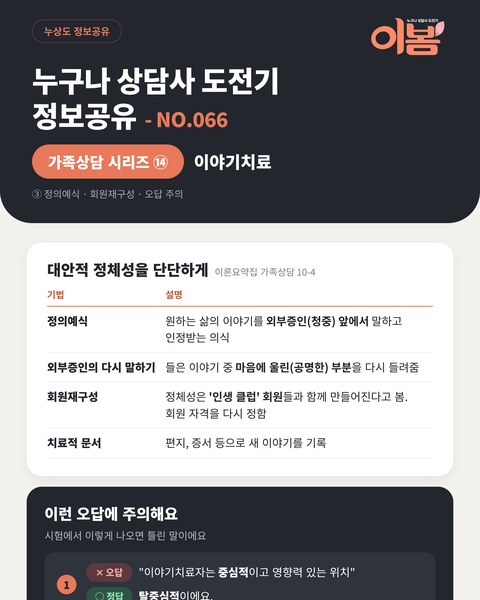 누상도 정보공유
누구나 상담사 도전기
이봄
누구나 상담사 도전기
정보공유 - NO.066
가족상담 시리즈 ⑭ 이야기치료
③ 정의예식 · 회원재구성 · 오답 주의
대안적 정체성을 단단하게 이론요약집 가족상담 10-4
기법 설명
정의예식 원하는 삶의 이야기를 외부증인(청중) 앞에서 말하고
인정받는 의식
외부증인의 다시 말하기 들은 이야기 중 마음에 울린(공명한) 부분을 다시 들려줌
회원재구성 정체성은 '인생 클럽' 회원들과 함께 만들어진다고 봄.
회원 자격을 다시 정함
치료적 문서 편지, 증서 등으로 새 이야기를 기록
이런 오답에 주의해요
시험에서 이렇게 나오면 틀린 말이에요
1 ✕ 오답 "이야기치료자는 중심적이고 영향력 있는 위치"
○ 정답 탈중심적이에요.